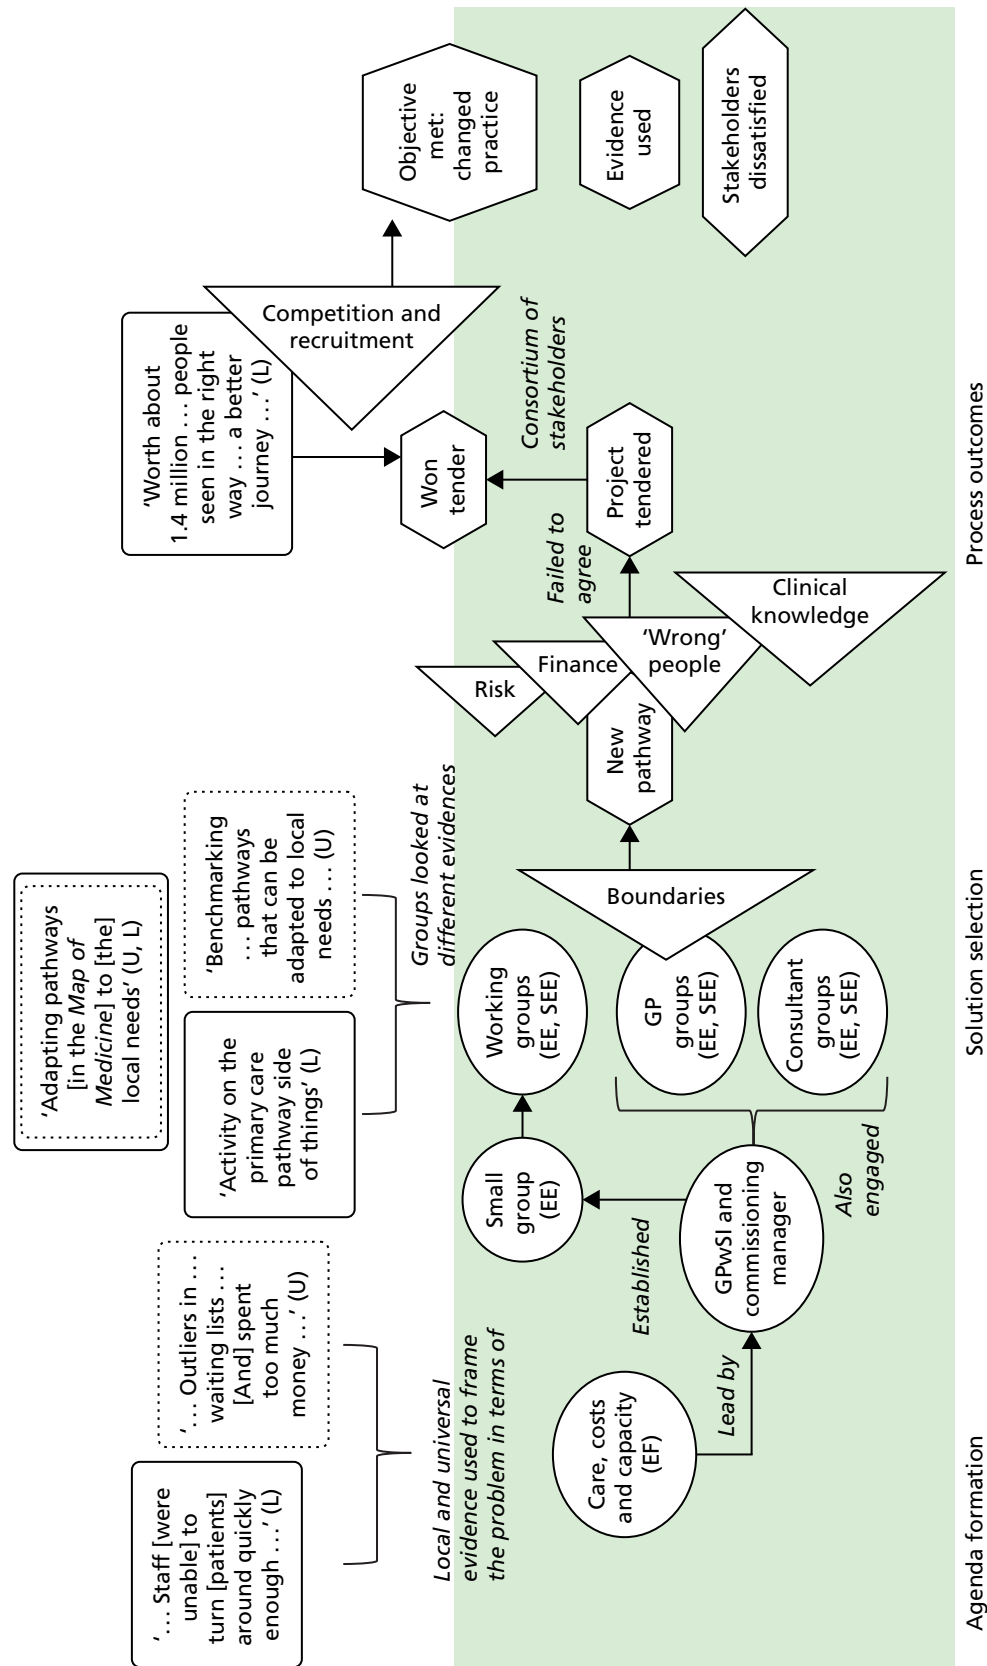 '… Staff [were
unable] to
turn [patients]
around quickly
enough …' (L)
'… Outliers in …
waiting lists …
[And] spent
too much
money …' (U)
Local and universal
evidence used to frame
the problem in terms of
Care, costs
and capacity
(EF)
Lead by
GPwSI and
commissioning
manager
Established
Small
group
(EE)
Also
engaged
'Adapting pathways
[in the Map of
Medicine] to [the]
local needs' (U, L)
'Activity on the
primary care
pathway side
of things' (L)
'Benchmarking
… pathways
that can be
adapted to local
needs … (U)
Groups looked at
different evidences
Working
groups
(EE, SEE)
GP
groups
(EE, SEE)
Consultant
groups
(EE, SEE)
Boundaries
New
pathway
Risk
Finance
'Wrong'
people
Clinical
knowledge
Failed to
agree
Project
tendered
Consortium of
stakeholders
Won
tender
'Worth about
1.4 million … people
seen in the right
way … a better
journey …' (L)
Competition and
recruitment
Objective
met:
changed
practice
Evidence
used
Stakeholders
dissatisfied
Agenda formation
Solution selection
Process outcomes